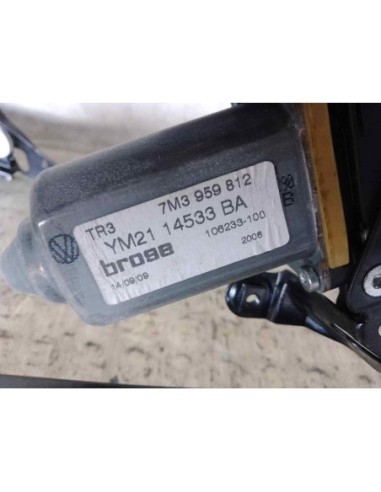 TR3 7M3 959 812
YM21 14533 BA
brose 106233-100
14/09/09 2006